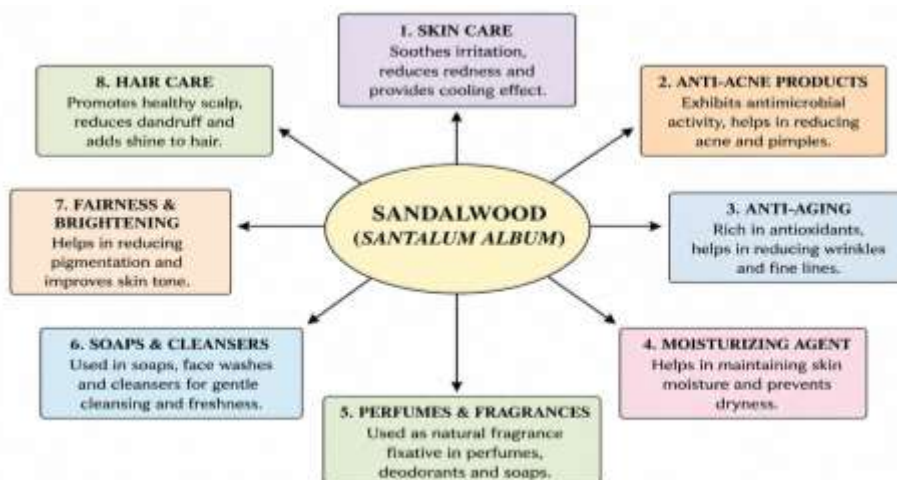 1. SKIN CARE
Soothes irritation,
reduces redness and
provides cooling effect.
2. ANTI-ACNE PRODUCTS
Exhibits antimicrobial
activity, helps in reducing
acne and pimples.
3. ANTI-AGING
Rich in antioxidants,
helps in reducing wrinkles
and fine lines.
4. MOISTURIZING AGENT
Helps in maintaining skin
moisture and prevents
dryness.
5. PERFUMES & FRAGRANCES
Used as natural fragrance
fixative in perfumes,
deodorants and soaps.
6. SOAPS & CLEANSERS
Used in soaps, face washes
and cleansers for gentle
cleansing and freshness.
7. FAIRNESS &
BRIGHTENING
Helps in reducing
pigmentation and
improves skin tone.
8. HAIR CARE
Promotes healthy scalp,
reduces dandruff and
adds shine to hair.
SANDALWOOD
(SANTALUM ALBUM)